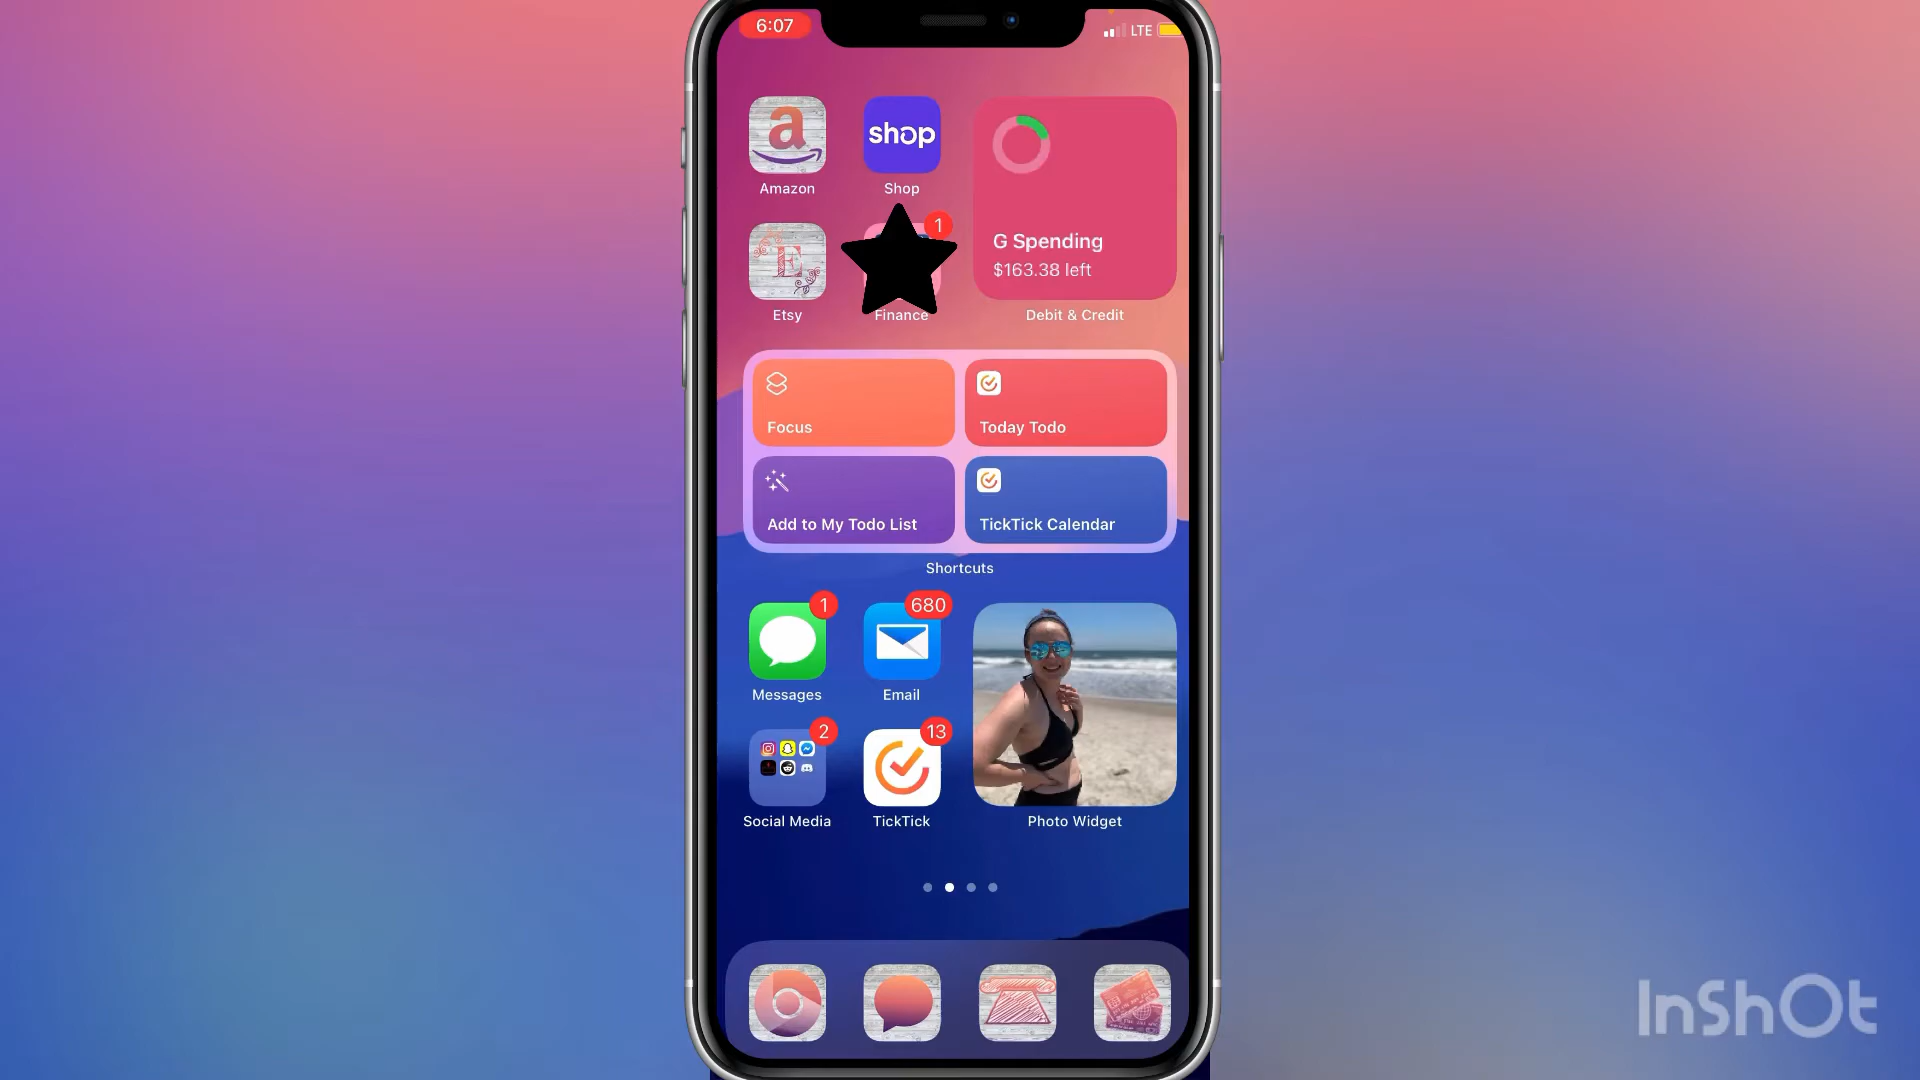 6:07
LTE
a
shop
Amazon
Shop
1
G Spending
$163.38 left
E
Etsy
Finance
Debit & Credit
Focus
Today Todo
Add to My Todo List
TickTick Calendar
Shortcuts
1
680
Messages
Email
2
13
Social Media
TickTick
Photo Widget
InShOt